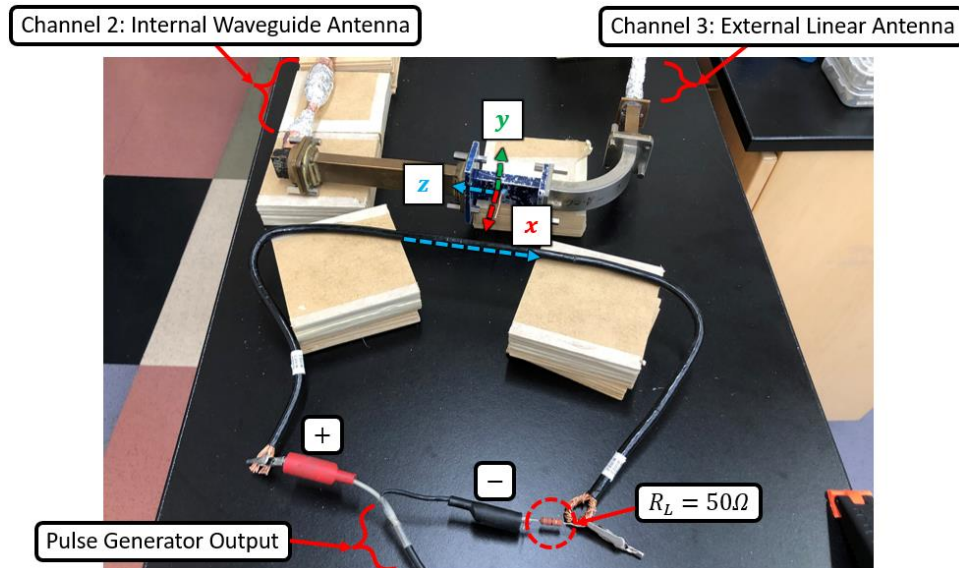 Channel 2: Internal Waveguide Antenna
Channel 3: External Linear Antenna
y
z
x
+
−
R_L = 50Ω
Pulse Generator Output